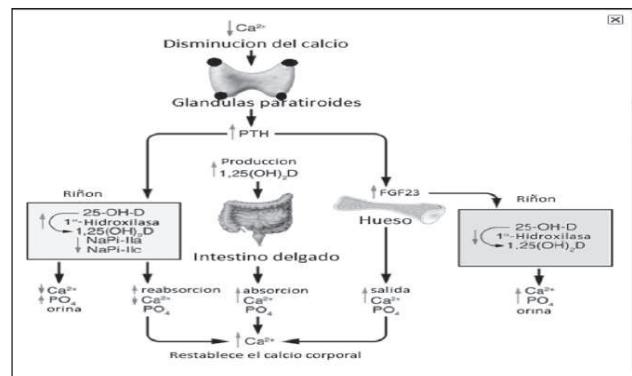 ↓ Ca²⁺
Disminucion del calcio
Glandulas paratiroides
↑ PTH
Riñon
25-OH-D
↑ 1ᵅ-Hidroxilasa
1,25(OH)₂D
↓ NaPi-IIa
↓ NaPi-IIc
↓ Ca²⁺
↑ PO₄
orina
↑ reabsorcion
↓ Ca²⁺
PO₄
↑ Produccion
1,25(OH)₂D
Intestino delgado
↑ absorcion
Ca²⁺
PO₄
↑ FGF23
Hueso
↑ salida
Ca²⁺
PO₄
Riñon
25-OH-D
↓ 1ᵅ-Hidroxilasa
1,25(OH)₂D
↑ Ca²⁺
PO₄
orina
↑ Ca²⁺
Restablece el calcio corporal